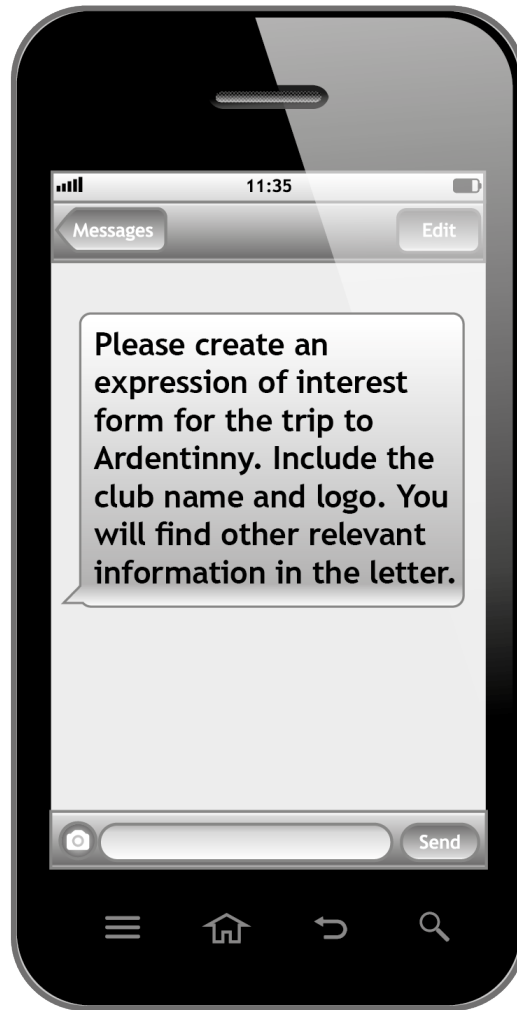 11:35
Messages
Edit
Please create an
expression of interest
form for the trip to
Ardentinny. Include the
club name and logo. You
will find other relevant
information in the letter.
Send